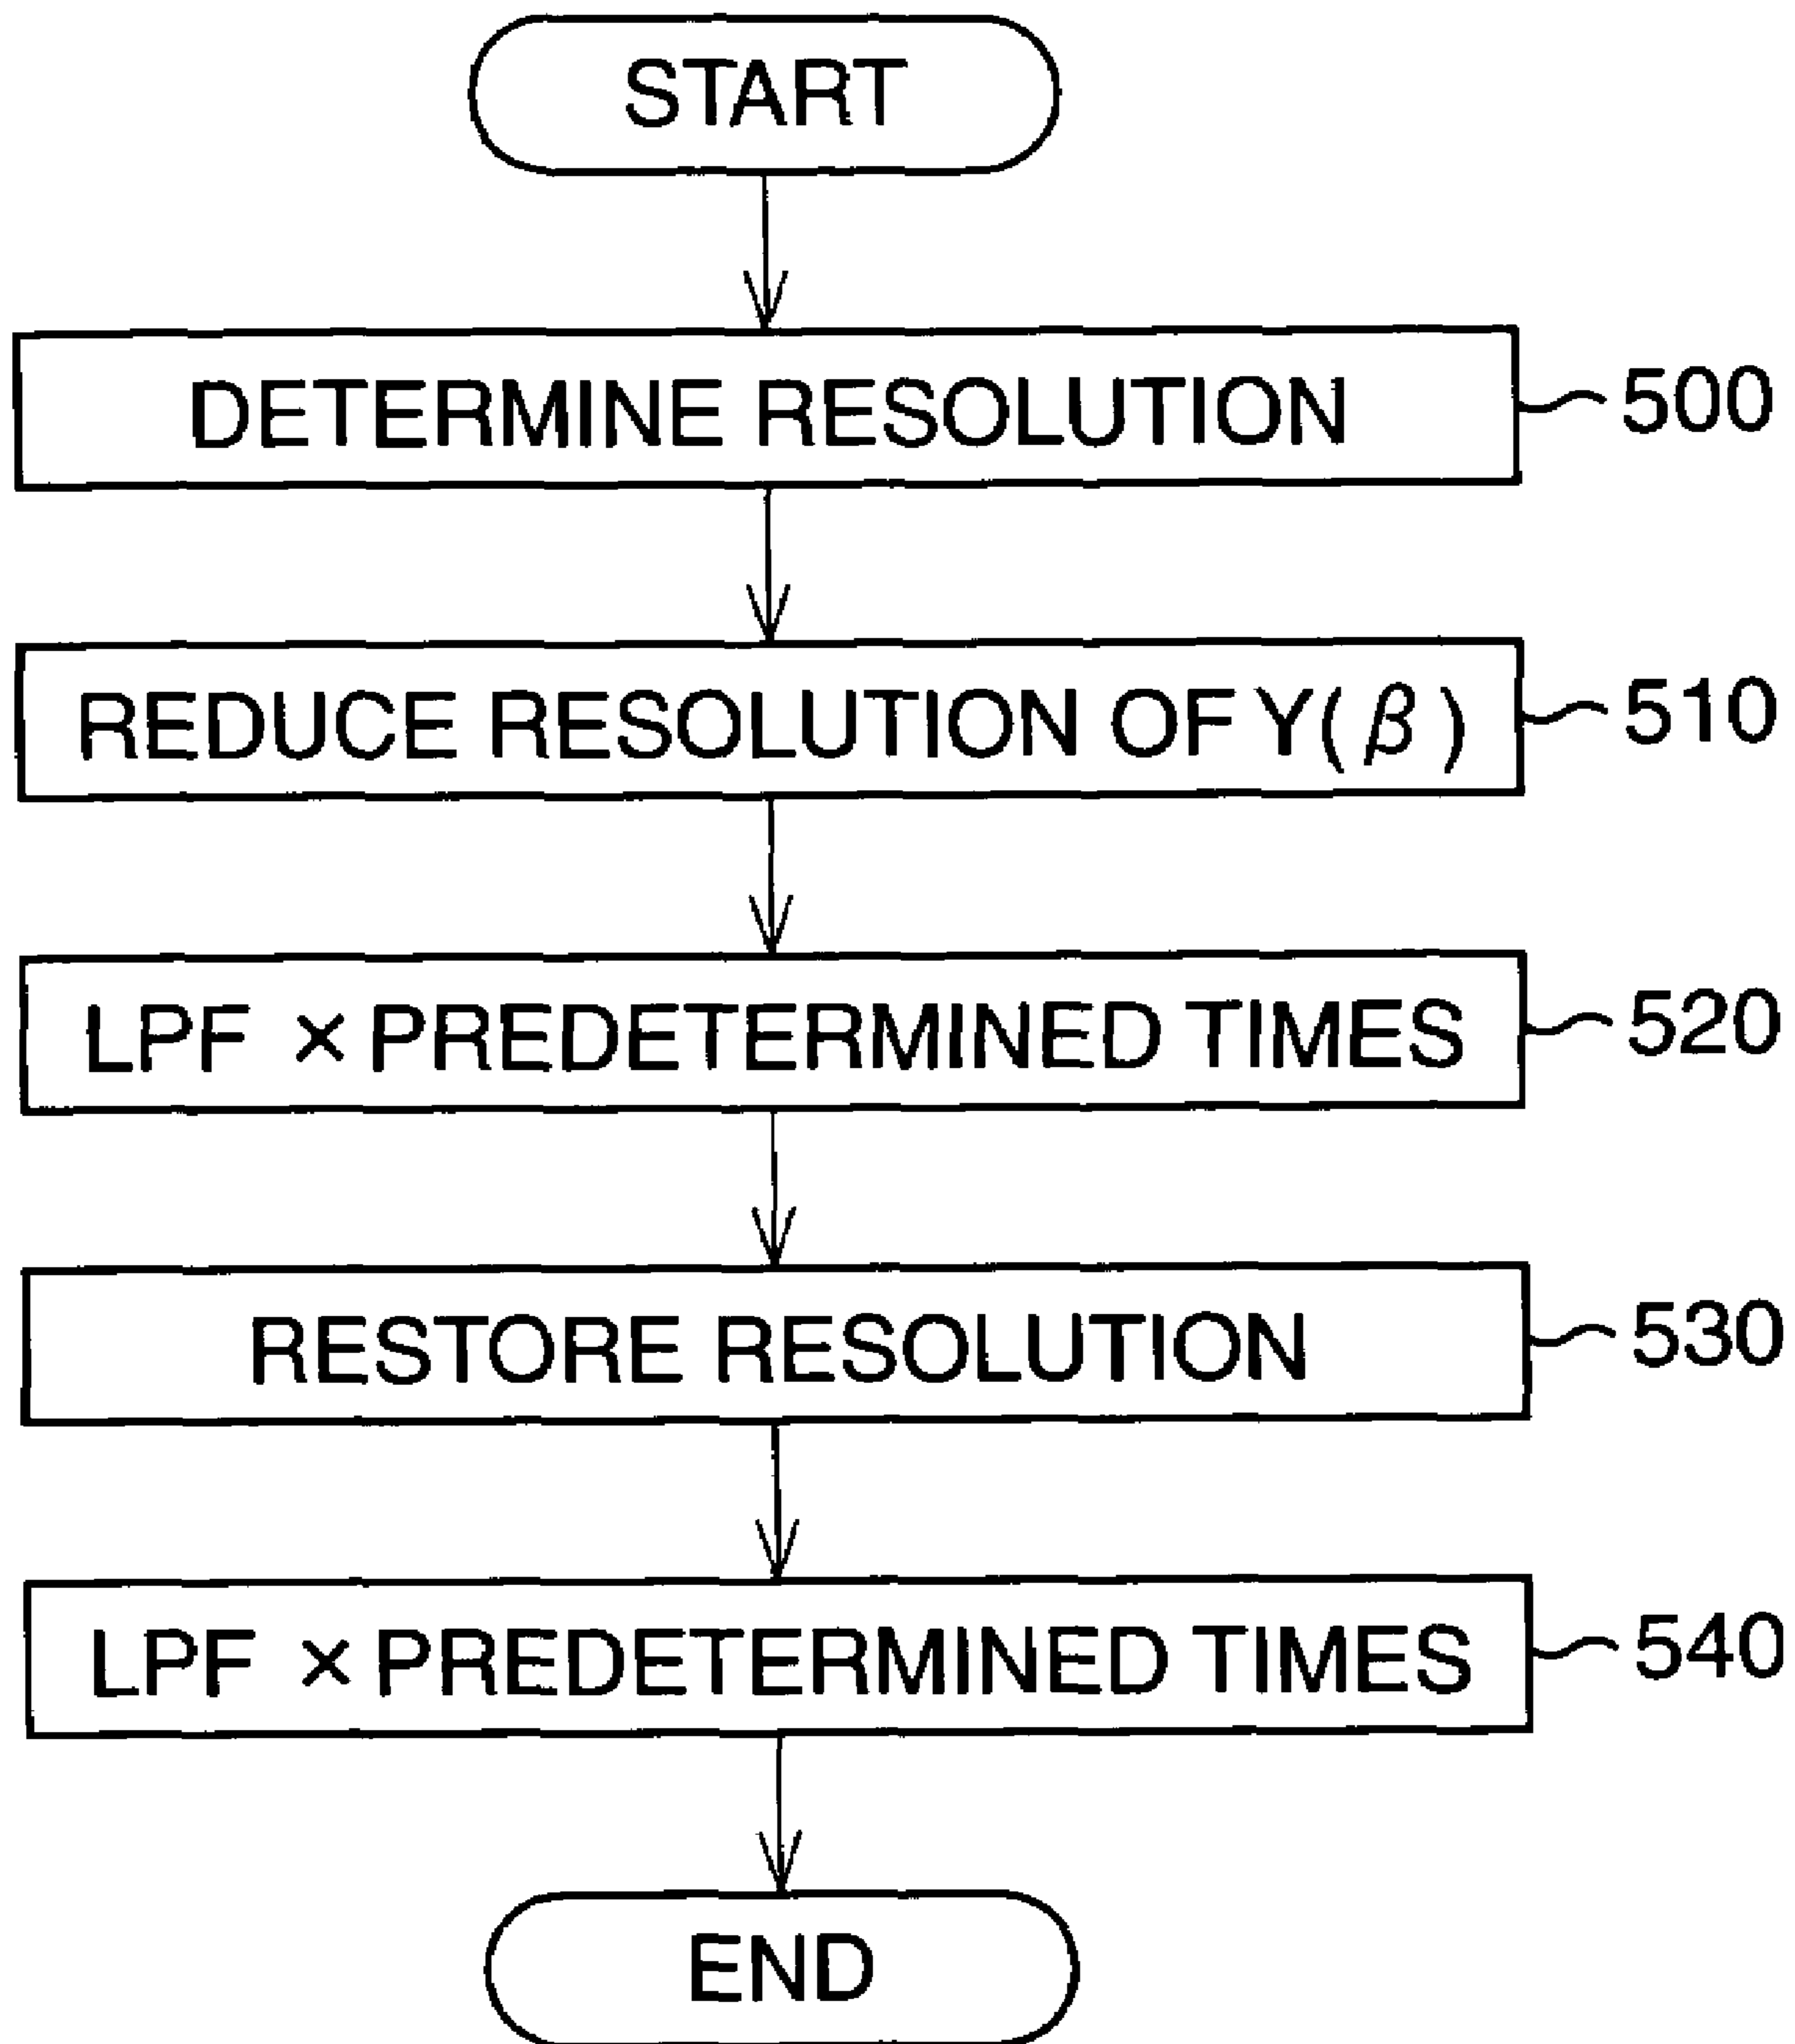 START
DETERMINE RESOLUTION
500
REDUCE RESOLUTION OF Y(β)
510
LPF × PREDETERMINED TIMES
520
RESTORE RESOLUTION
530
LPF × PREDETERMINED TIMES
540
END